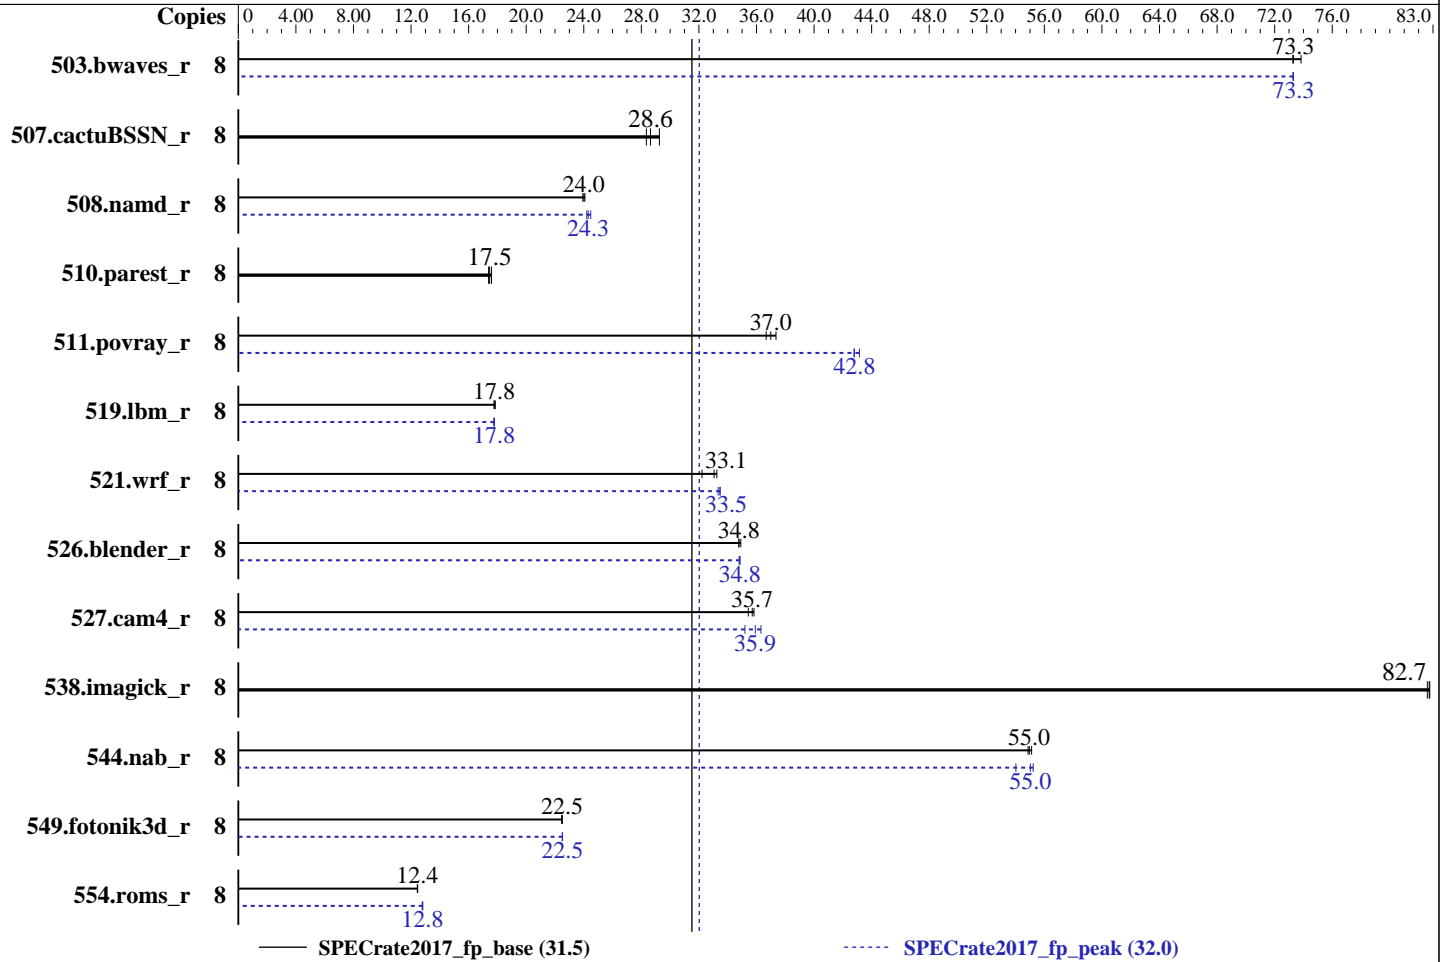 Copies 0 4.00 8.00 12.0 16.0 20.0 24.0 28.0 32.0 36.0 40.0 44.0 48.0 52.0 56.0 60.0 64.0 68.0 72.0 76.0 83.0
503.bwaves_r 8 73.3
73.3
507.cactuBSSN_r 8 28.6
508.namd_r 8 24.0
24.3
510.parest_r 8 17.5
511.povray_r 8 37.0
42.8
519.lbm_r 8 17.8
17.8
521.wrf_r 8 33.1
33.5
526.blender_r 8 34.8
34.8
527.cam4_r 8 35.7
35.9
538.imagick_r 8 82.7
544.nab_r 8 55.0
55.0
549.fotonik3d_r 8 22.5
22.5
554.roms_r 8 12.4
12.8
SPECrate2017_fp_base (31.5) SPECrate2017_fp_peak (32.0)